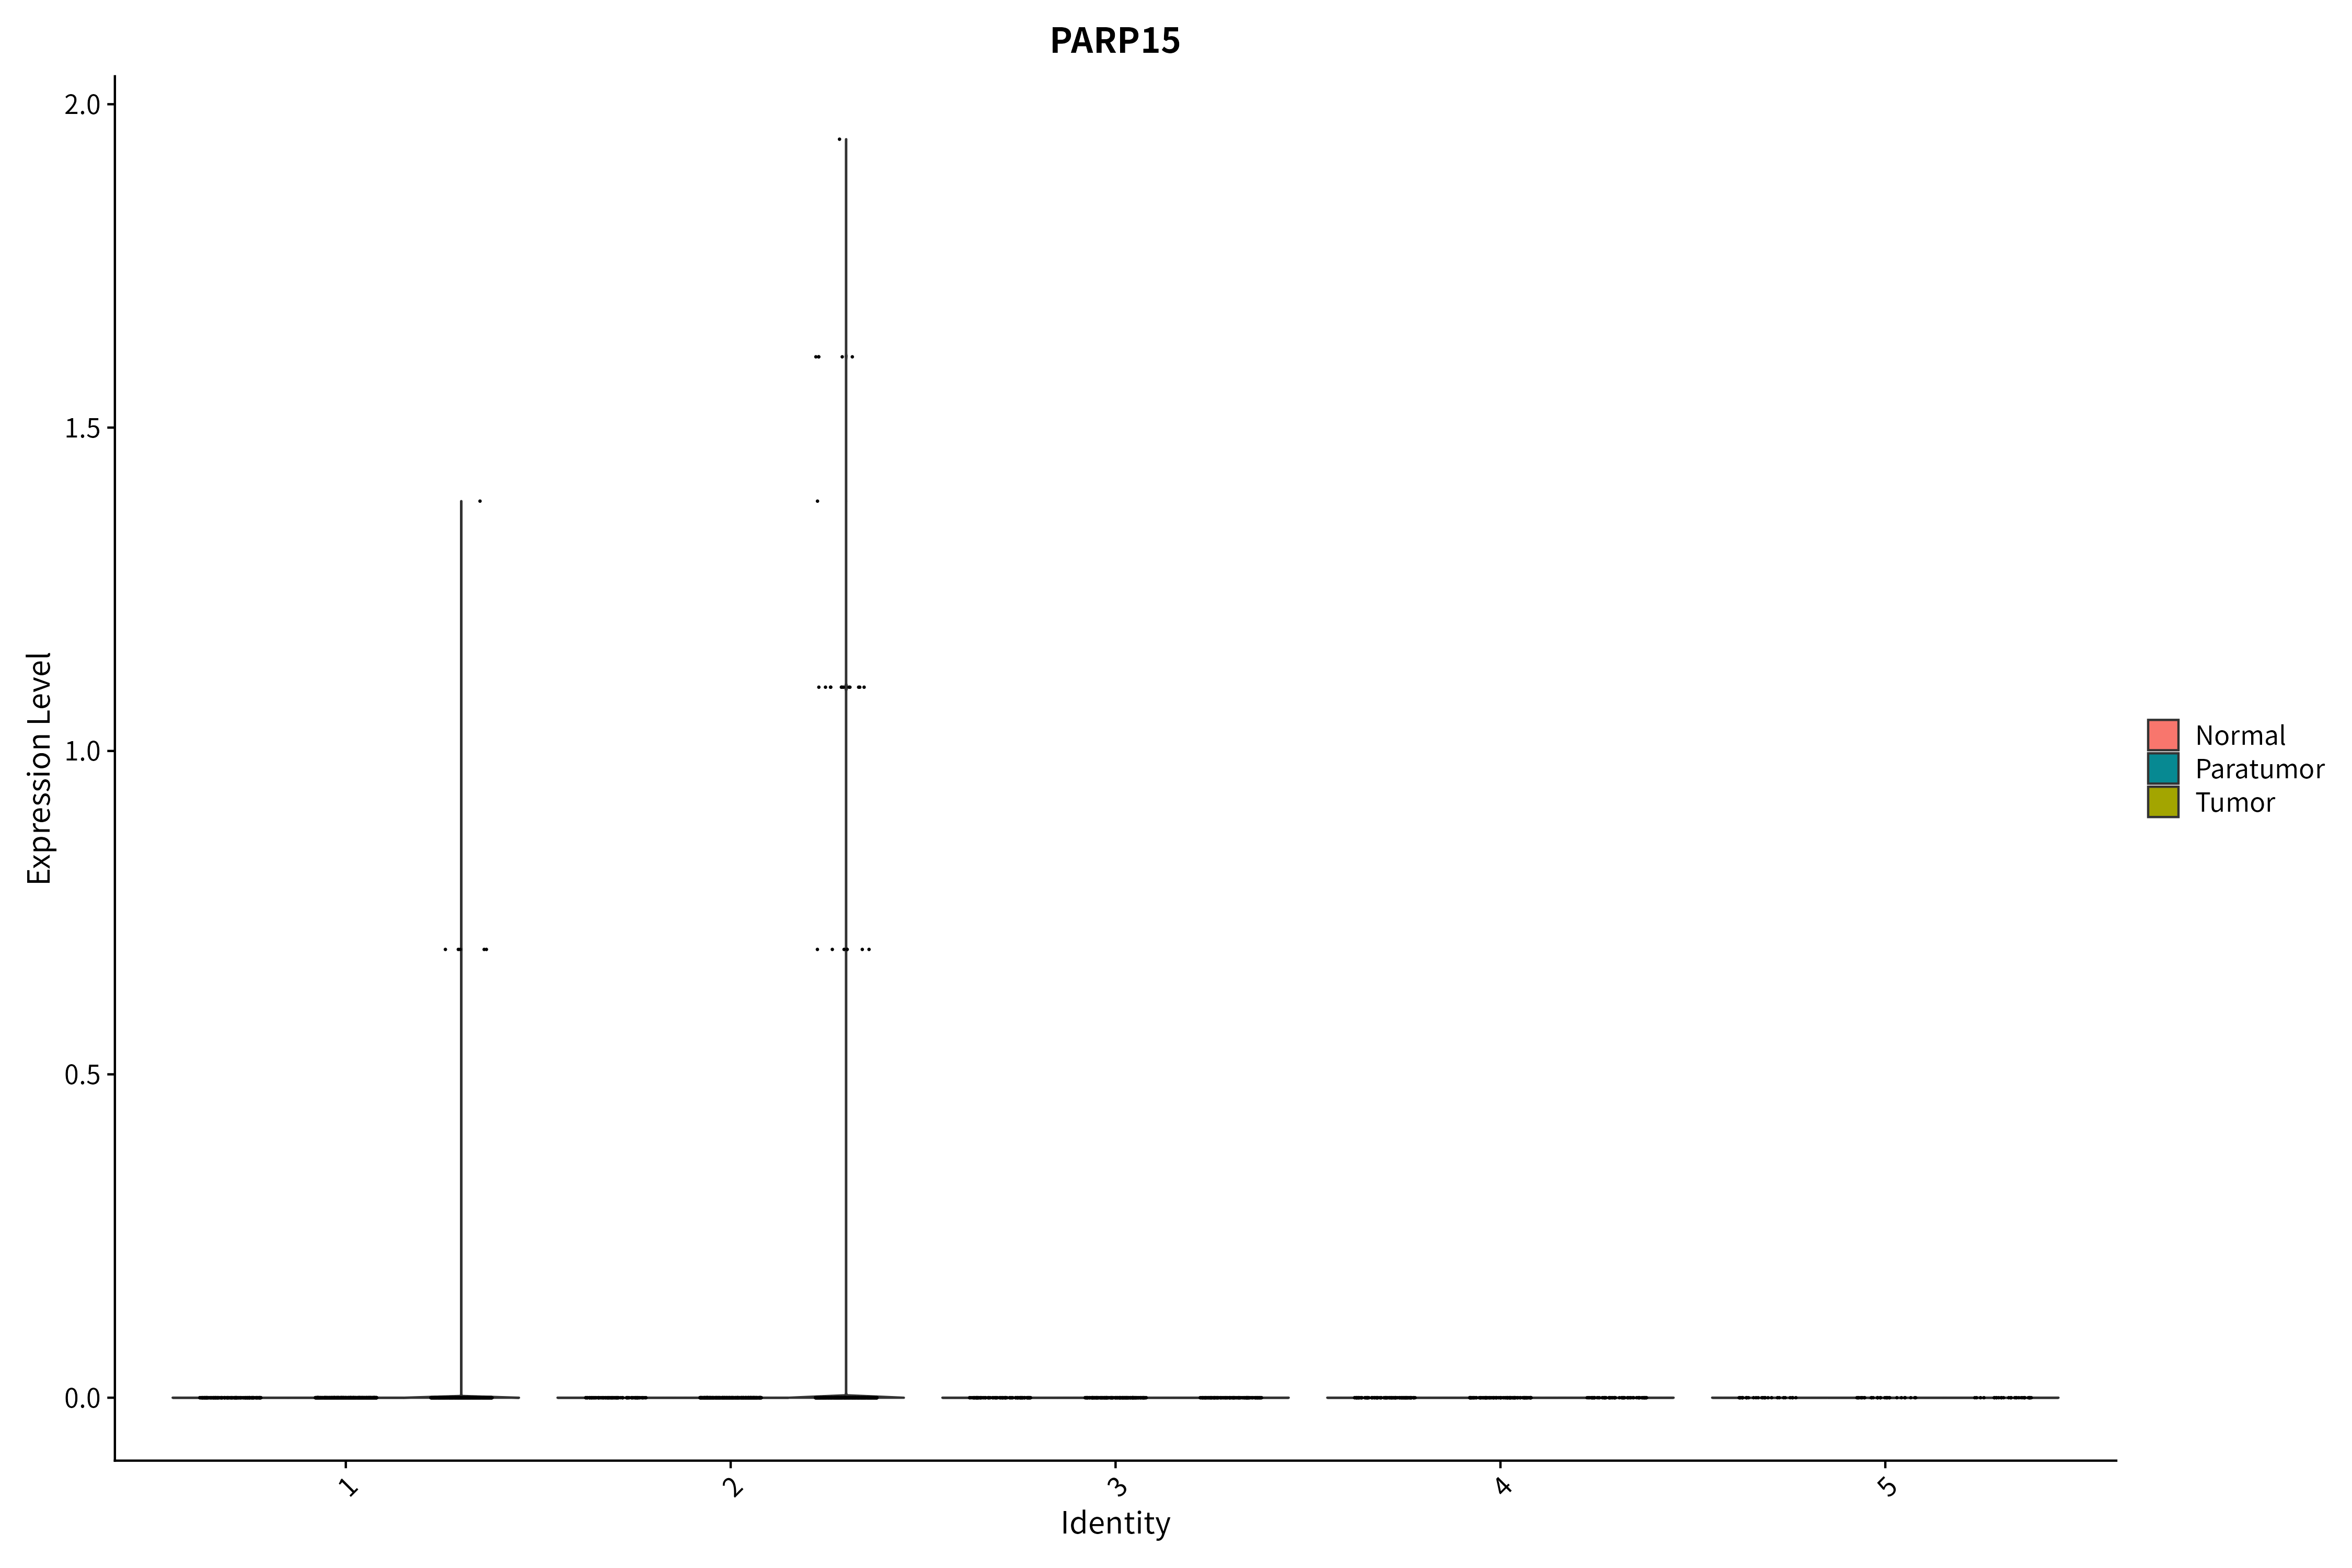 PARP15
2.0
1.5
1.0
0.5
0.0
Expression Level
1
2
3
4
5
Identity
Normal
Paratumor
Tumor